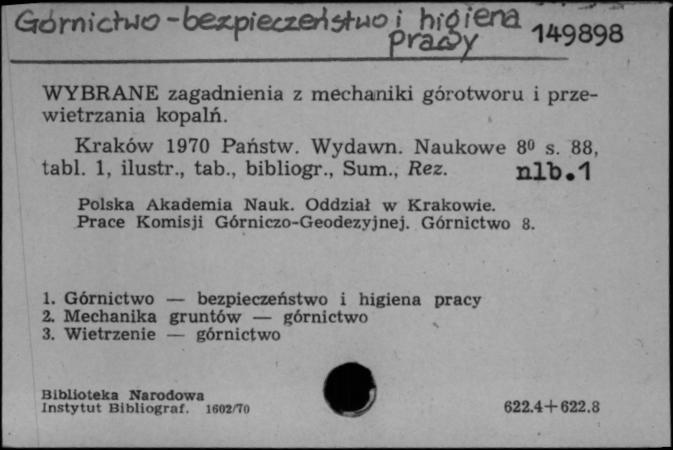 Górnictwo - bezpieczeństwo i higiena
pracy 149898
WYBRANE zagadnienia z mechaniki górotworu i prze-
wietrzania kopalń.
Kraków 1970 Państw. Wydawn. Naukowe 8⁰ s. 88,
tabl. 1, ilustr., tab., bibliogr., Sum., Rez. nlb.1
Polska Akademia Nauk. Oddział w Krakowie.
Prace Komisji Górniczo-Geodezyjnej. Górnictwo 8.
1. Górnictwo — bezpieczeństwo i higiena pracy
2. Mechanika gruntów — górnictwo
3. Wietrzenie — górnictwo
Biblioteka Narodowa
Instytut Bibliograf. 1602/70 622.4+622.8